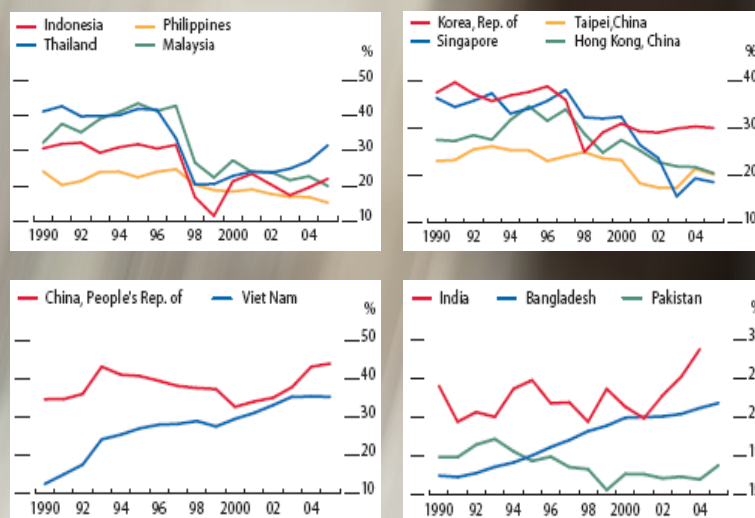 Indonesia Philippines
Thailand Malaysia
%
50
40
30
20
10
1990 92 94 96 98 2000 02 04
Korea, Rep. of Taipei,China
Singapore Hong Kong, China
40
30
20
1990 92 94 96 98 2000 02 04
China, People's Rep. of Viet Nam
%
50
40
30
20
10
1990 92 94 96 98 2000 02 04
India Bangladesh Pakistan
1990 92 94 96 98 2000 02 04